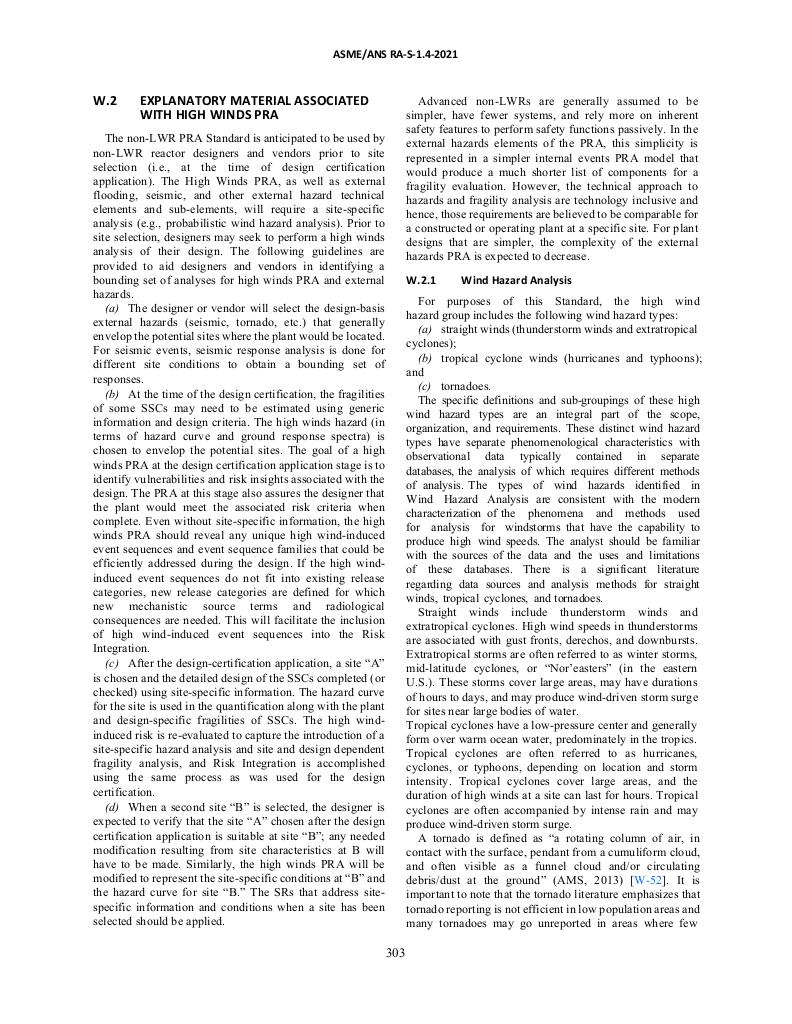 ASME/ANS RA-S-1.4-2021
W.2 EXPLANATORY MATERIAL ASSOCIATED
WITH HIGH WINDS PRA
The non-LWR PRA Standard is anticipated to be used by
non-LWR reactor designers and vendors prior to site
selection (i.e., at the time of design certification
application). The High Winds PRA, as well as external
flooding, seismic, and other external hazard technical
elements and sub-elements, will require a site-specific
analysis (e.g., probabilistic wind hazard analysis). Prior to
site selection, designers may seek to perform a high winds
analysis of their design. The following guidelines are
provided to aid designers and vendors in identifying a
bounding set of analyses for high winds PRA and external
hazards.
(a) The designer or vendor will select the design-basis
external hazards (seismic, tornado, etc.) that generally
envelop the potential sites where the plant would be located.
For seismic events, seismic response analysis is done for
different site conditions to obtain a bounding set of
responses.
(b) At the time of the design certification, the fragilities
of some SSCs may need to be estimated using generic
information and design criteria. The high winds hazard (in
terms of hazard curve and ground response spectra) is
chosen to envelop the potential sites. The goal of a high
winds PRA at the design certification application stage is to
identify vulnerabilities and risk insights associated with the
design. The PRA at this stage also assures the designer that
the plant would meet the associated risk criteria when
complete. Even without site-specific information, the high
winds PRA should reveal any unique high wind-induced
event sequences and event sequence families that could be
efficiently addressed during the design. If the high wind-
induced event sequences do not fit into existing release
categories, new release categories are defined for which
new mechanistic source terms and radiological
consequences are needed. This will facilitate the inclusion
of high wind-induced event sequences into the Risk
Integration.
(c) After the design-certification application, a site “A”
is chosen and the detailed design of the SSCs completed (or
checked) using site-specific information. The hazard curve
for the site is used in the quantification along with the plant
and design-specific fragilities of SSCs. The high wind-
induced risk is re-evaluated to capture the introduction of a
site-specific hazard analysis and site and design dependent
fragility analysis, and Risk Integration is accomplished
using the same process as was used for the design
certification.
(d) When a second site “B” is selected, the designer is
expected to verify that the site “A” chosen after the design
certification application is suitable at site “B”; any needed
modification resulting from site characteristics at B will
have to be made. Similarly, the high winds PRA will be
modified to represent the site-specific conditions at “B” and
the hazard curve for site “B.” The SRs that address site-
specific information and conditions when a site has been
selected should be applied.
Advanced non-LWRs are generally assumed to be
simpler, have fewer systems, and rely more on inherent
safety features to perform safety functions passively. In the
external hazards elements of the PRA, this simplicity is
represented in a simpler internal events PRA model that
would produce a much shorter list of components for a
fragility evaluation. However, the technical approach to
hazards and fragility analysis are technology inclusive and
hence, those requirements are believed to be comparable for
a constructed or operating plant at a specific site. For plant
designs that are simpler, the complexity of the external
hazards PRA is expected to decrease.
W.2.1 Wind Hazard Analysis
For purposes of this Standard, the high wind
hazard group includes the following wind hazard types:
(a) straight winds (thunderstorm winds and extratropical
cyclones);
(b) tropical cyclone winds (hurricanes and typhoons);
and
(c) tornadoes.
The specific definitions and sub-groupings of these high
wind hazard types are an integral part of the scope,
organization, and requirements. These distinct wind hazard
types have separate phenomenological characteristics with
observational data typically contained in separate
databases, the analysis of which requires different methods
of analysis. The types of wind hazards identified in
Wind Hazard Analysis are consistent with the modern
characterization of the phenomena and methods used
for analysis for windstorms that have the capability to
produce high wind speeds. The analyst should be familiar
with the sources of the data and the uses and limitations
of these databases. There is a significant literature
regarding data sources and analysis methods for straight
winds, tropical cyclones, and tornadoes.
Straight winds include thunderstorm winds and
extratropical cyclones. High wind speeds in thunderstorms
are associated with gust fronts, derechos, and downbursts.
Extratropical storms are often referred to as winter storms,
mid-latitude cyclones, or “Nor’easters” (in the eastern
U.S.). These storms cover large areas, may have durations
of hours to days, and may produce wind-driven storm surge
for sites near large bodies of water.
Tropical cyclones have a low-pressure center and generally
form over warm ocean water, predominately in the tropics.
Tropical cyclones are often referred to as hurricanes,
cyclones, or typhoons, depending on location and storm
intensity. Tropical cyclones cover large areas, and the
duration of high winds at a site can last for hours. Tropical
cyclones are often accompanied by intense rain and may
produce wind-driven storm surge.
A tornado is defined as “a rotating column of air, in
contact with the surface, pendant from a cumuliform cloud,
and often visible as a funnel cloud and/or circulating
debris/dust at the ground” (AMS, 2013) [W-52]. It is
important to note that the tornado literature emphasizes that
tornado reporting is not efficient in low population areas and
many tornadoes may go unreported in areas where few
303